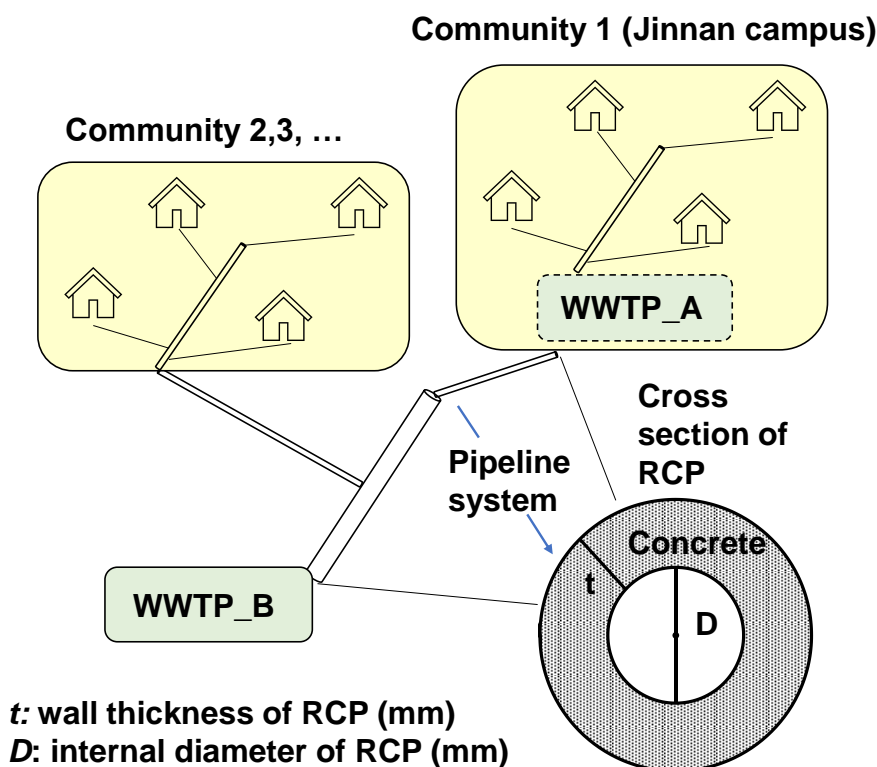 Community 1 (Jinnan campus)
Community 2,3, …
WWTP_A
Cross
section of
RCP
Pipeline
system
Concrete
t
D
WWTP_B
t: wall thickness of RCP (mm)
D: internal diameter of RCP (mm)